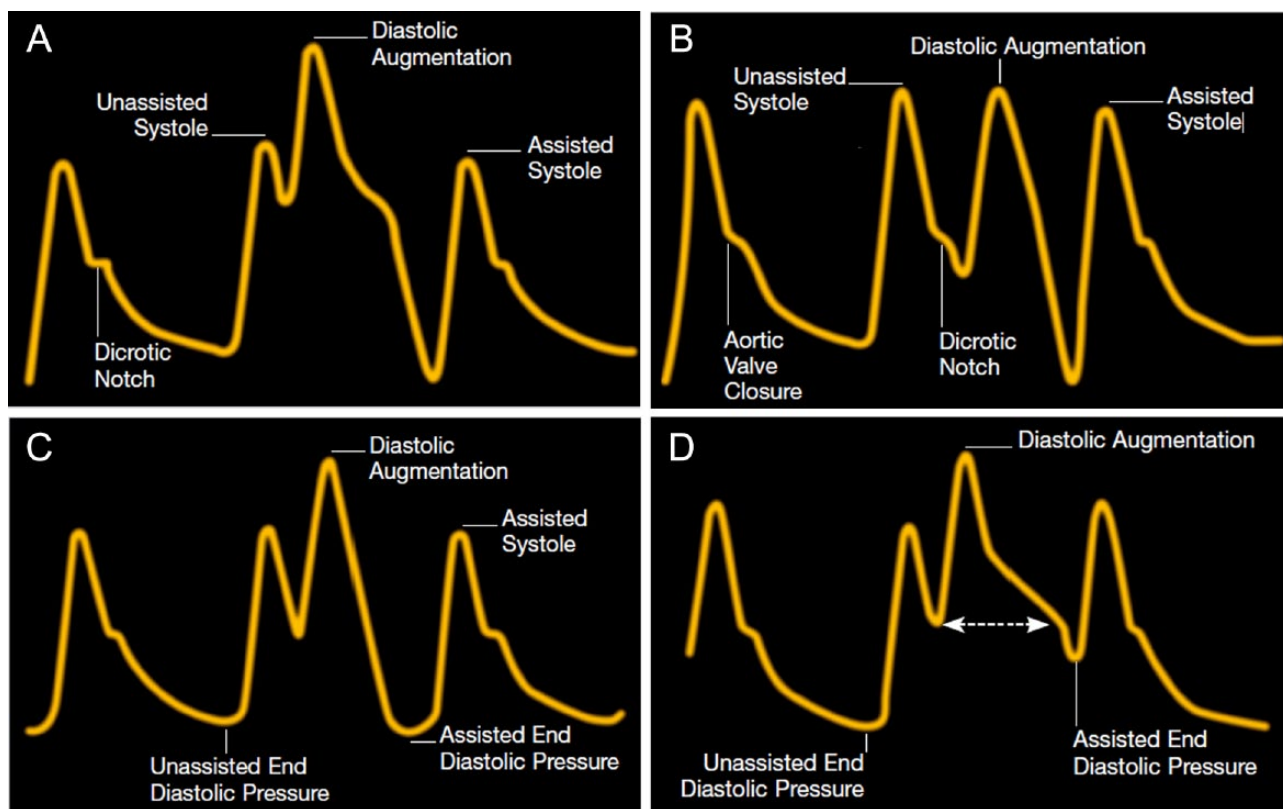 A
Diastolic
Augmentation
Unassisted
Systole
Assisted
Systole
Dicrotic
Notch
B
Diastolic Augmentation
Unassisted
Systole
Assisted
Systole
Aortic
Valve
Closure
Dicrotic
Notch
C
Diastolic
Augmentation
Assisted
Systole
Assisted End
Diastolic Pressure
Unassisted End
Diastolic Pressure
D
Diastolic Augmentation
Unassisted End
Diastolic Pressure
Assisted End
Diastolic Pressure